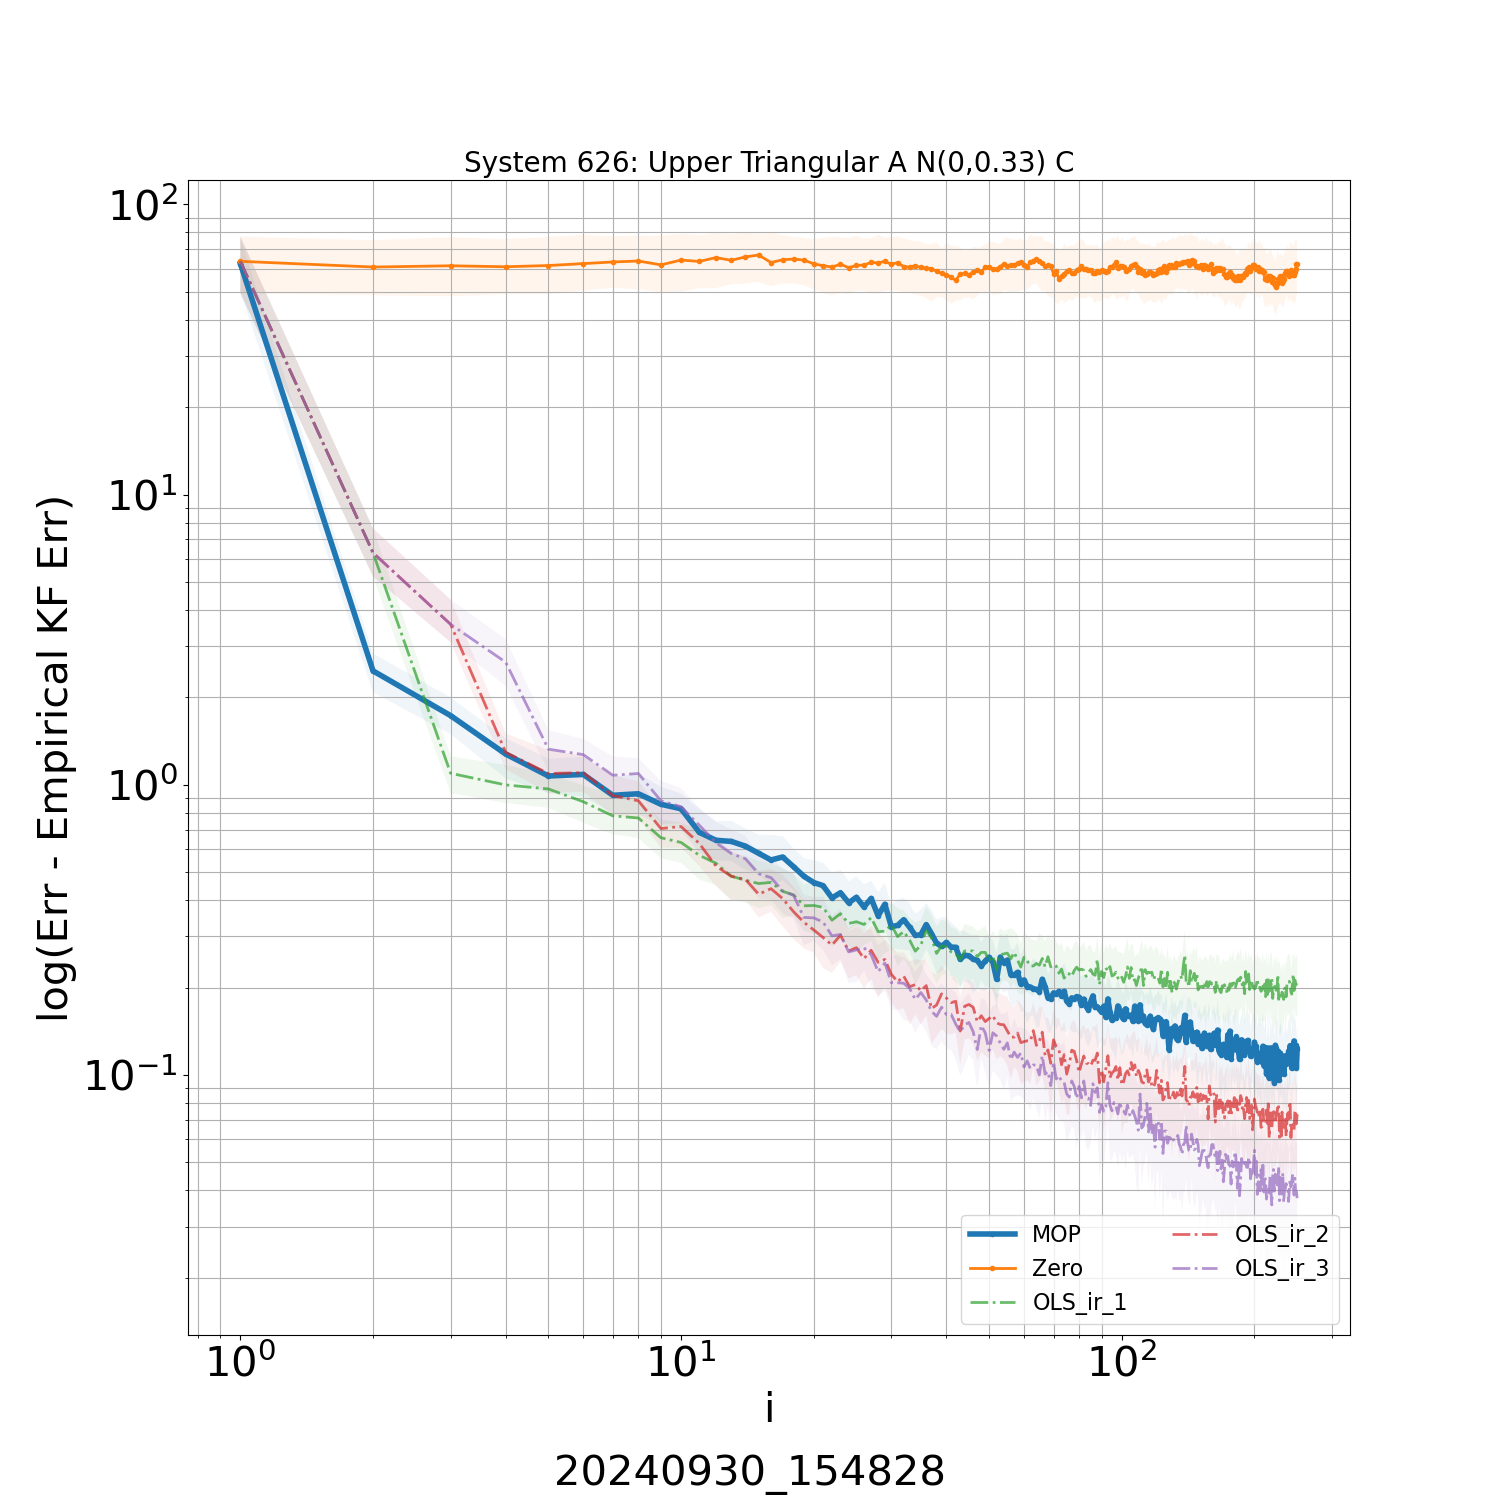 System 626: Upper Triangular A N(0,0.33) C
10²
10¹
10⁰
10⁻¹
log(Err - Empirical KF Err)
MOP
Zero
OLS_ir_1
OLS_ir_2
OLS_ir_3
10⁰
10¹
10²
i
20240930_154828